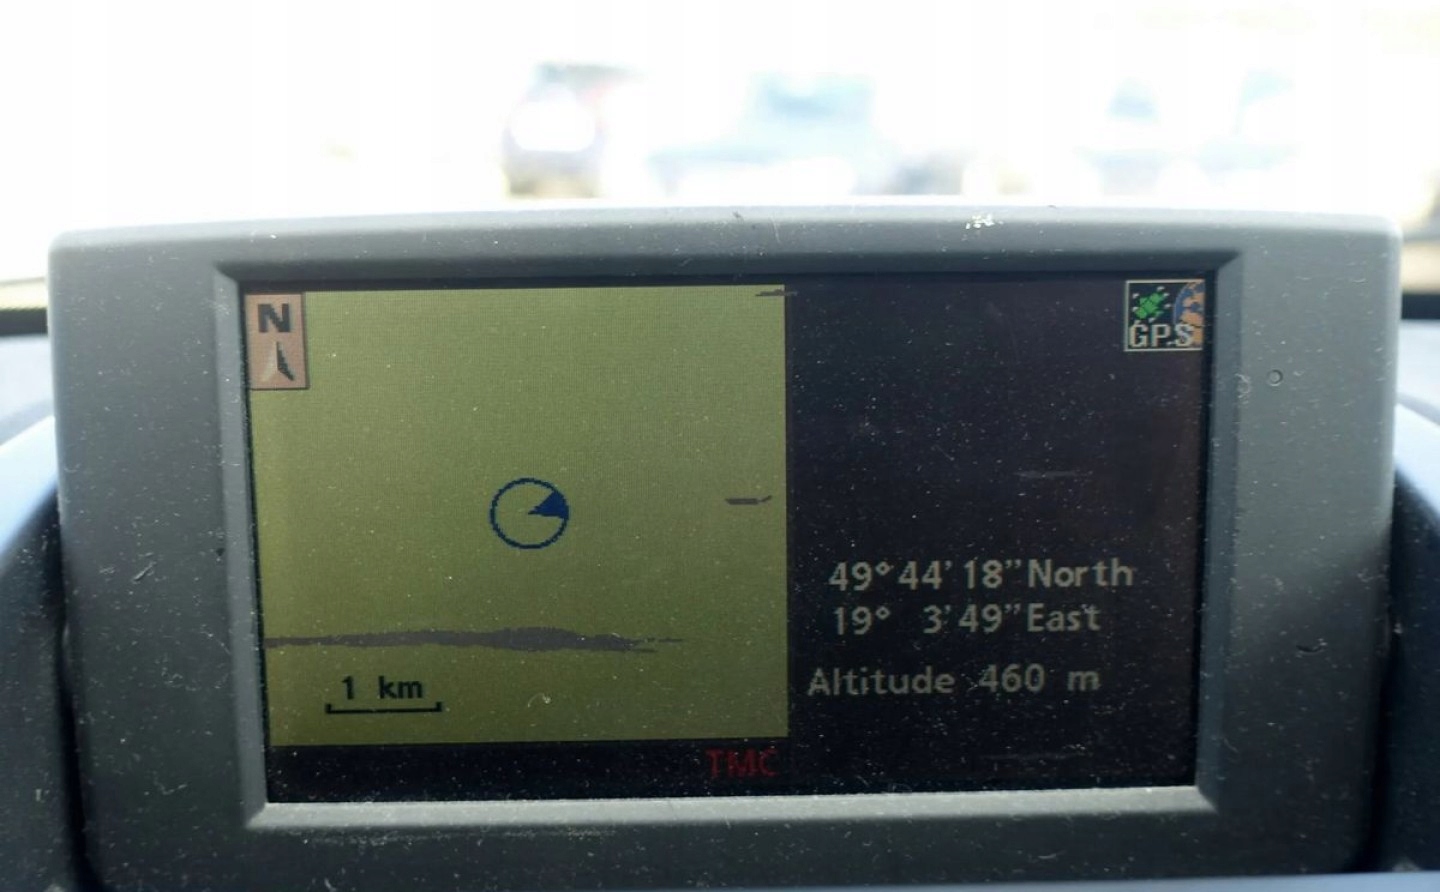 N
GPS
49° 44' 18" North
19° 3' 49" East
Altitude 460 m
1 km
TMC